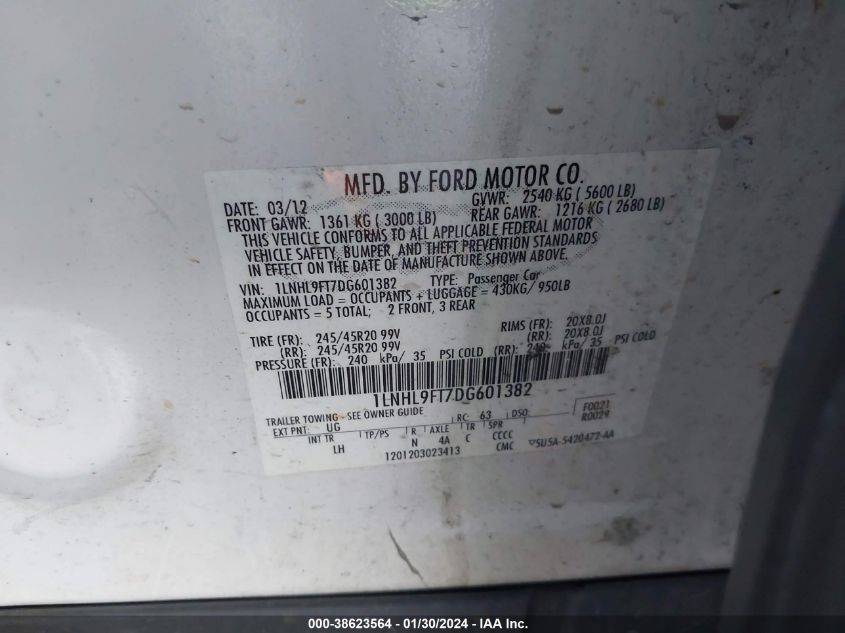 MFD. BY FORD MOTOR CO.
DATE: 03/12 GVWR: 2540 KG ( 5600 LB)
FRONT GAWR: 1361 KG ( 3000 LB) REAR GAWR: 1216 KG ( 2680 LB)
THIS VEHICLE CONFORMS TO ALL APPLICABLE FEDERAL MOTOR
VEHICLE SAFETY, BUMPER, AND THEFT PREVENTION STANDARDS
IN EFFECT ON THE DATE OF MANUFACTURE SHOWN ABOVE.
VIN: 1LNHL9FT7DG601382 TYPE: Passenger Car
MAXIMUM LOAD = OCCUPANTS + LUGGAGE = 430KG/ 950LB
OCCUPANTS = 5 TOTAL; 2 FRONT, 3 REAR
TIRE (FR): 245/45R20 99V RIMS (FR): 20X8.0J
(RR): 245/45R20 99V (RR): 20X8.0J
PRESSURE (FR): 240 kPa/ 35 PSI COLD (RR): 240 kPa/ 35 PSI COLD
1LNHL9FT7DG601382
TRAILER TOWING - SEE OWNER GUIDE RC: 63 DSO: F0021
EXT PNT: UG R0029
INT TR TP/PS R AXLE TR SPR
LH N 4A C CCCC
1201203023413 CMC 5U5A-5420472-AA
000-38623564 - 01/30/2024 - IAA Inc.